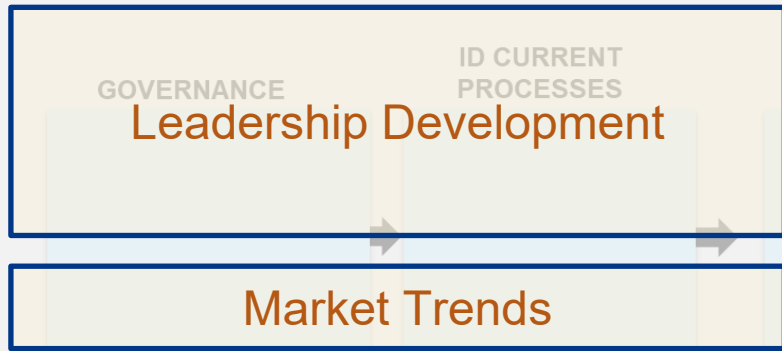 ID CURRENT
GOVERNANCE
PROCESSES
Leadership Development
Market Trends